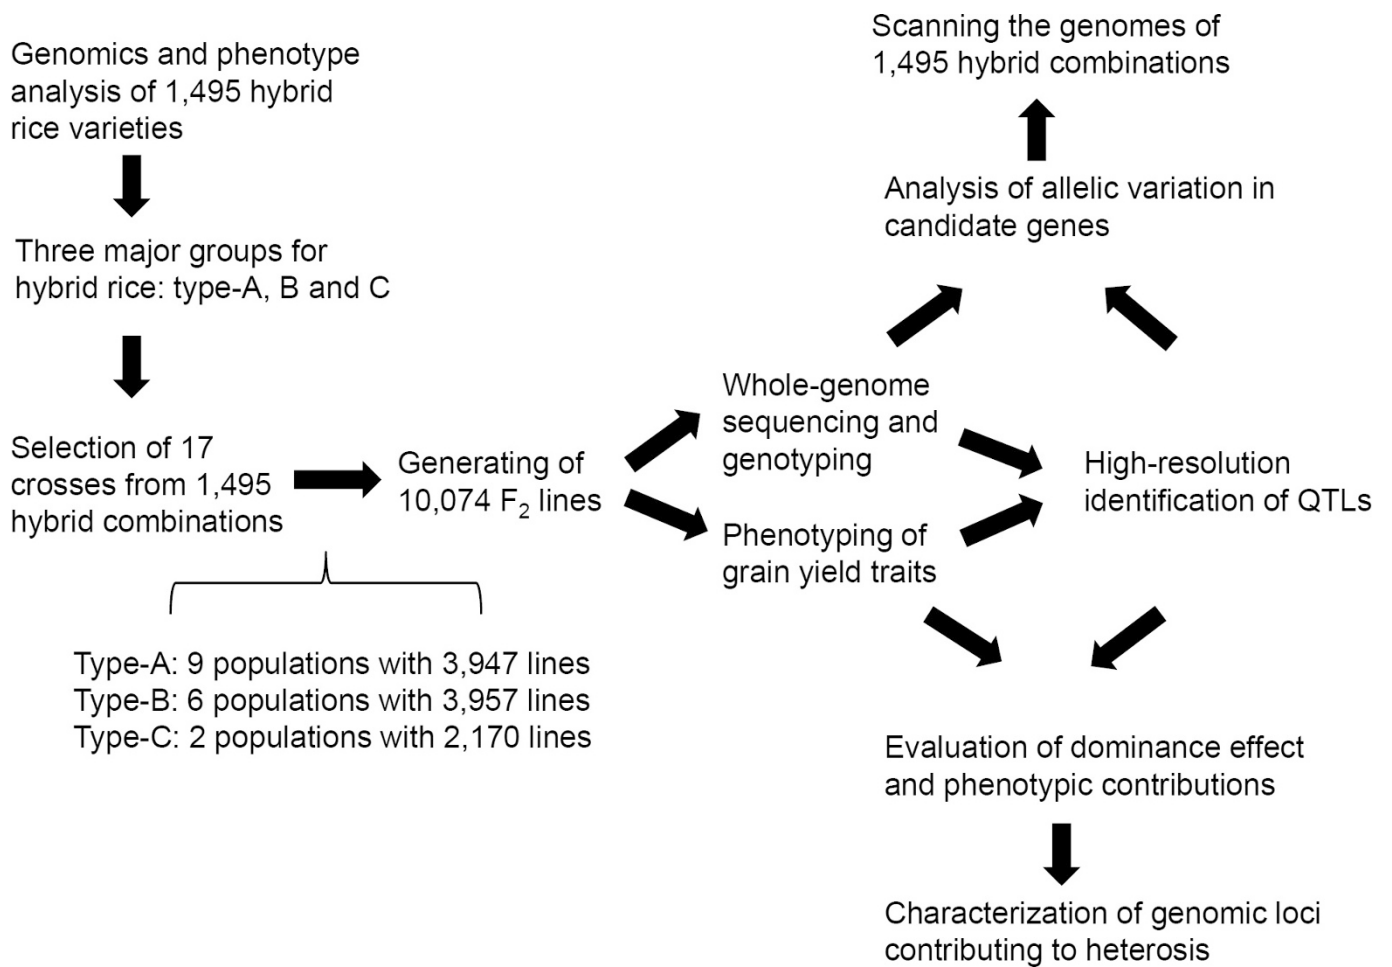 Genomics and phenotype
analysis of 1,495 hybrid
rice varieties
Three major groups for
hybrid rice: type-A, B and C
Selection of 17
crosses from 1,495
hybrid combinations
Generating of
10,074 F₂ lines
Type-A: 9 populations with 3,947 lines
Type-B: 6 populations with 3,957 lines
Type-C: 2 populations with 2,170 lines
Whole-genome
sequencing and
genotyping
Phenotyping of
grain yield traits
Scanning the genomes of
1,495 hybrid combinations
Analysis of allelic variation in
candidate genes
High-resolution
identification of QTLs
Evaluation of dominance effect
and phenotypic contributions
Characterization of genomic loci
contributing to heterosis